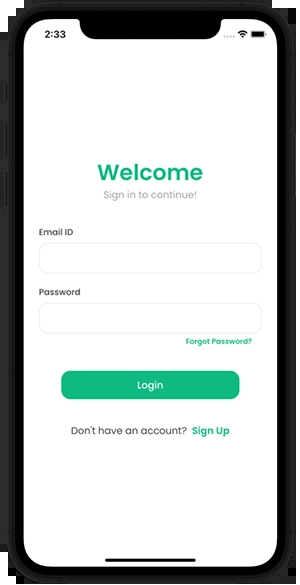 2:33
Welcome
Sign in to continue!
Email ID
Password
Forgot Password?
Login
Don't have an account? Sign Up